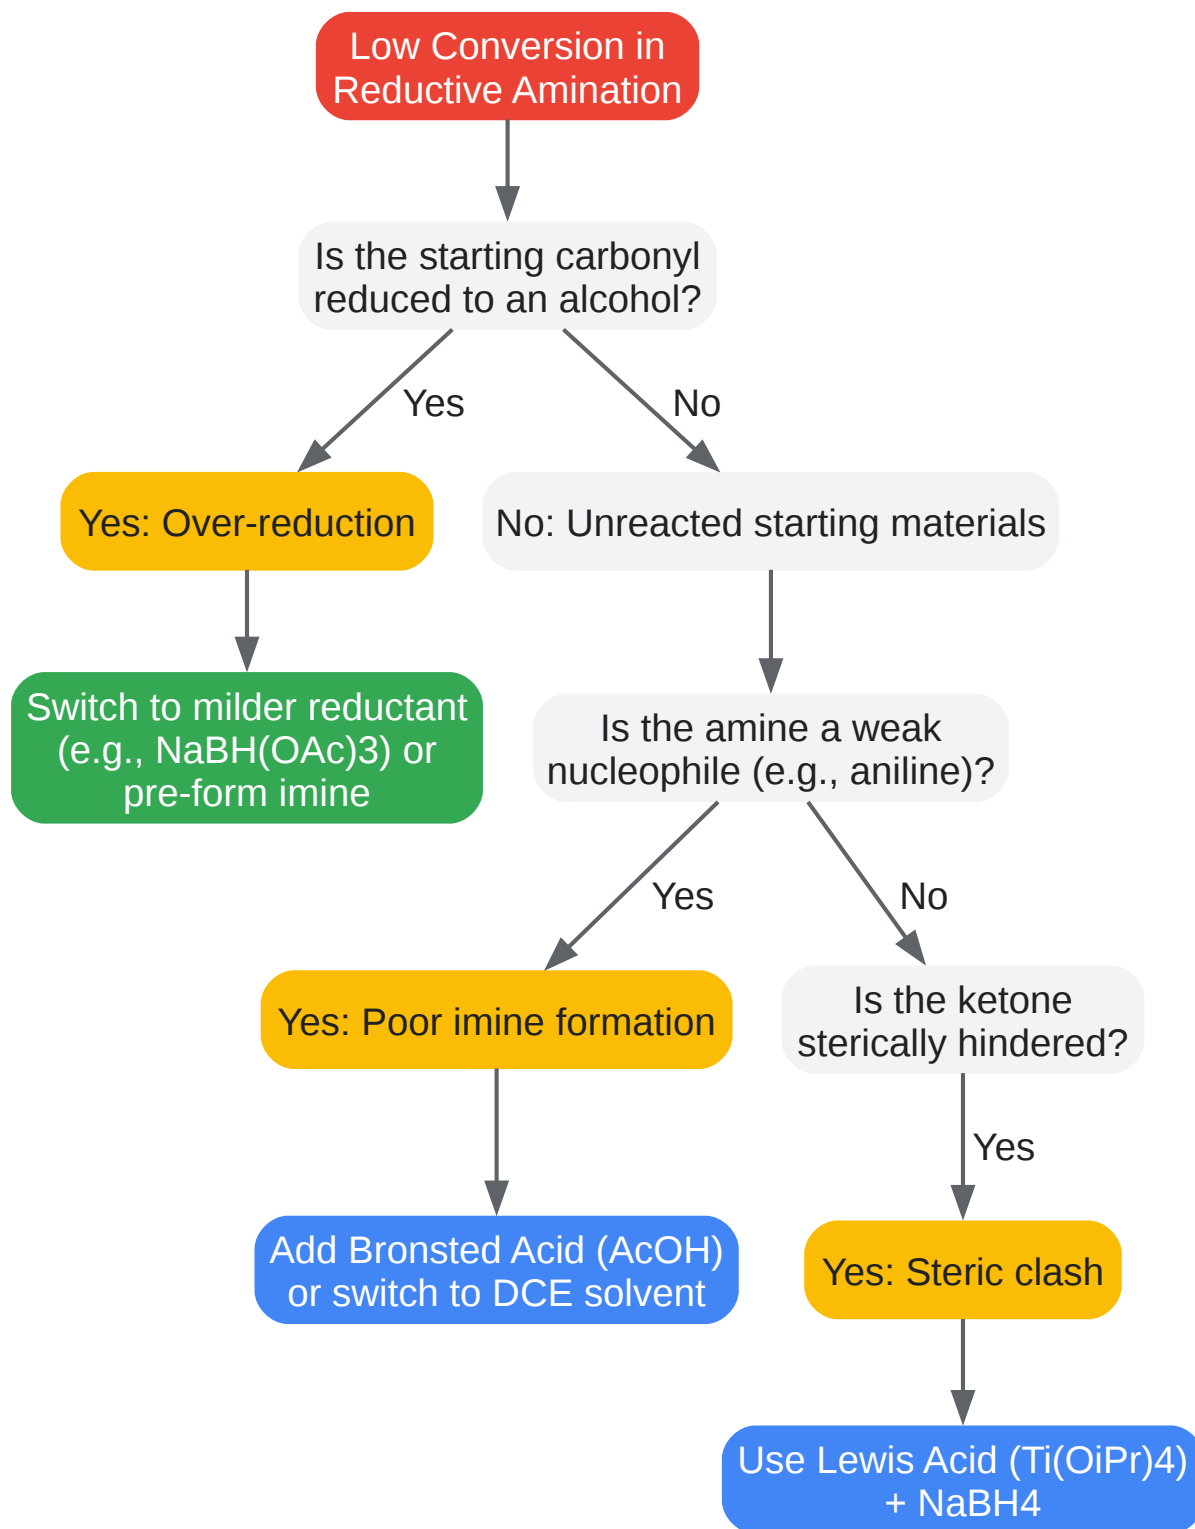 Low Conversion in
Reductive Amination
Is the starting carbonyl
reduced to an alcohol?
Yes
No
Yes: Over-reduction
No: Unreacted starting materials
Switch to milder reductant
(e.g., NaBH(OAc)3) or
pre-form imine
Is the amine a weak
nucleophile (e.g., aniline)?
Yes
No
Yes: Poor imine formation
Is the ketone
sterically hindered?
Yes
Add Bronsted Acid (AcOH)
or switch to DCE solvent
Yes: Steric clash
Use Lewis Acid (Ti(OiPr)4)
+ NaBH4